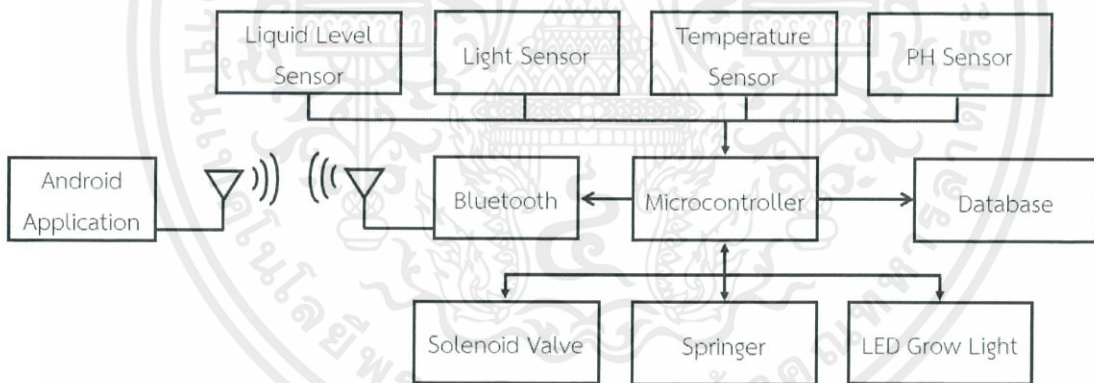 Liquid Level
Sensor
Light Sensor
Temperature
Sensor
PH Sensor
Android
Application
Bluetooth
Microcontroller
Database
Solenoid Valve
Springer
LED Grow Light